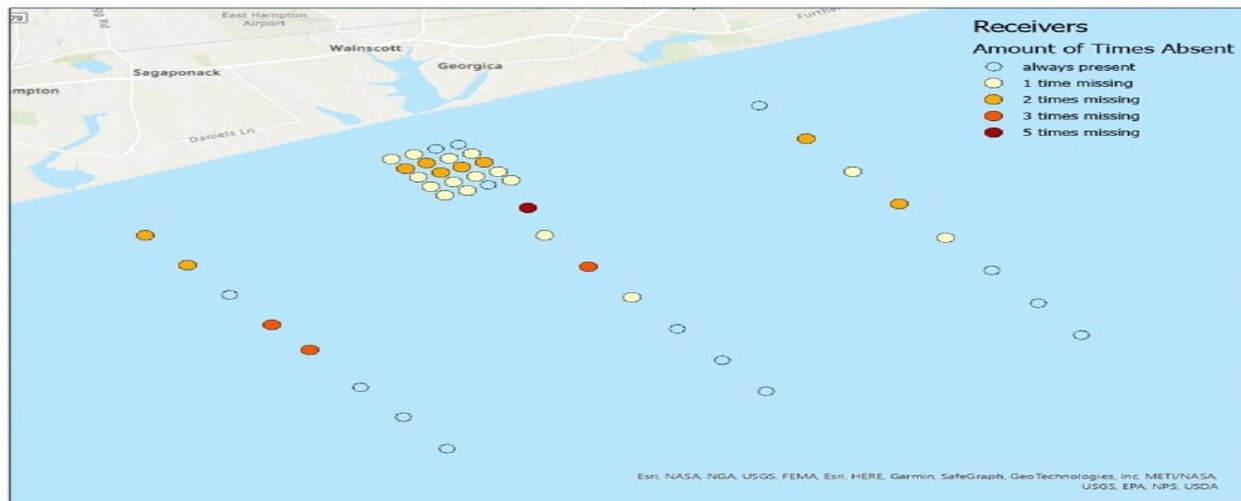 79
East Hampton
Airport
Wainscott
Georgica
Sagaponack
mpton
Daniels Ln
Further
Receivers
Amount of Times Absent
always present
1 time missing
2 times missing
3 times missing
5 times missing
Esri, NASA, NGA, USGS, FEMA, Esri, HERE, Garmin, SafeGraph, GeoTechnologies, Inc, METI/NASA,
USGS, EPA, NPS, USDA